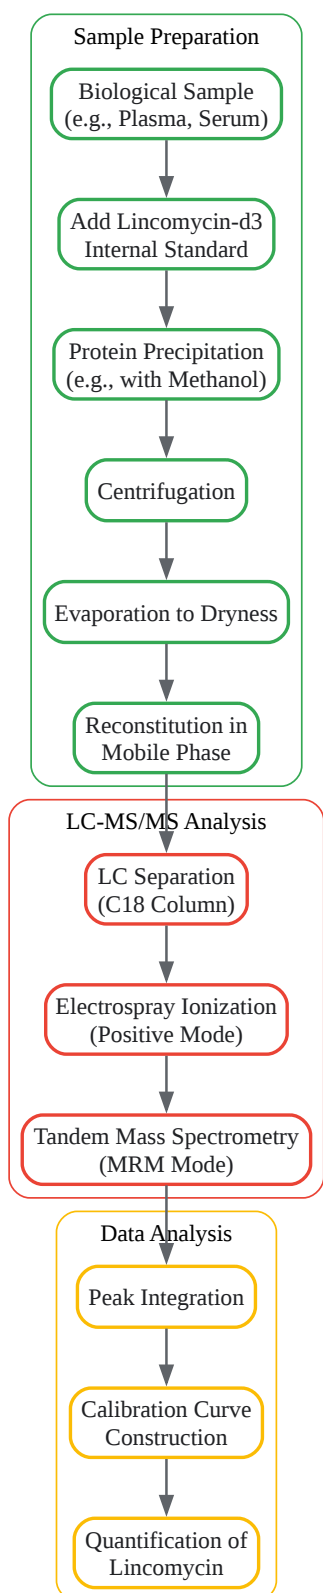 Sample Preparation
Biological Sample
(e.g., Plasma, Serum)
Add Lincomycin-d3
Internal Standard
Protein Precipitation
(e.g., with Methanol)
Centrifugation
Evaporation to Dryness
Reconstitution in
Mobile Phase
LC-MS/MS Analysis
LC Separation
(C18 Column)
Electrospray Ionization
(Positive Mode)
Tandem Mass Spectrometry
(MRM Mode)
Data Analysis
Peak Integration
Calibration Curve
Construction
Quantification of
Lincomycin